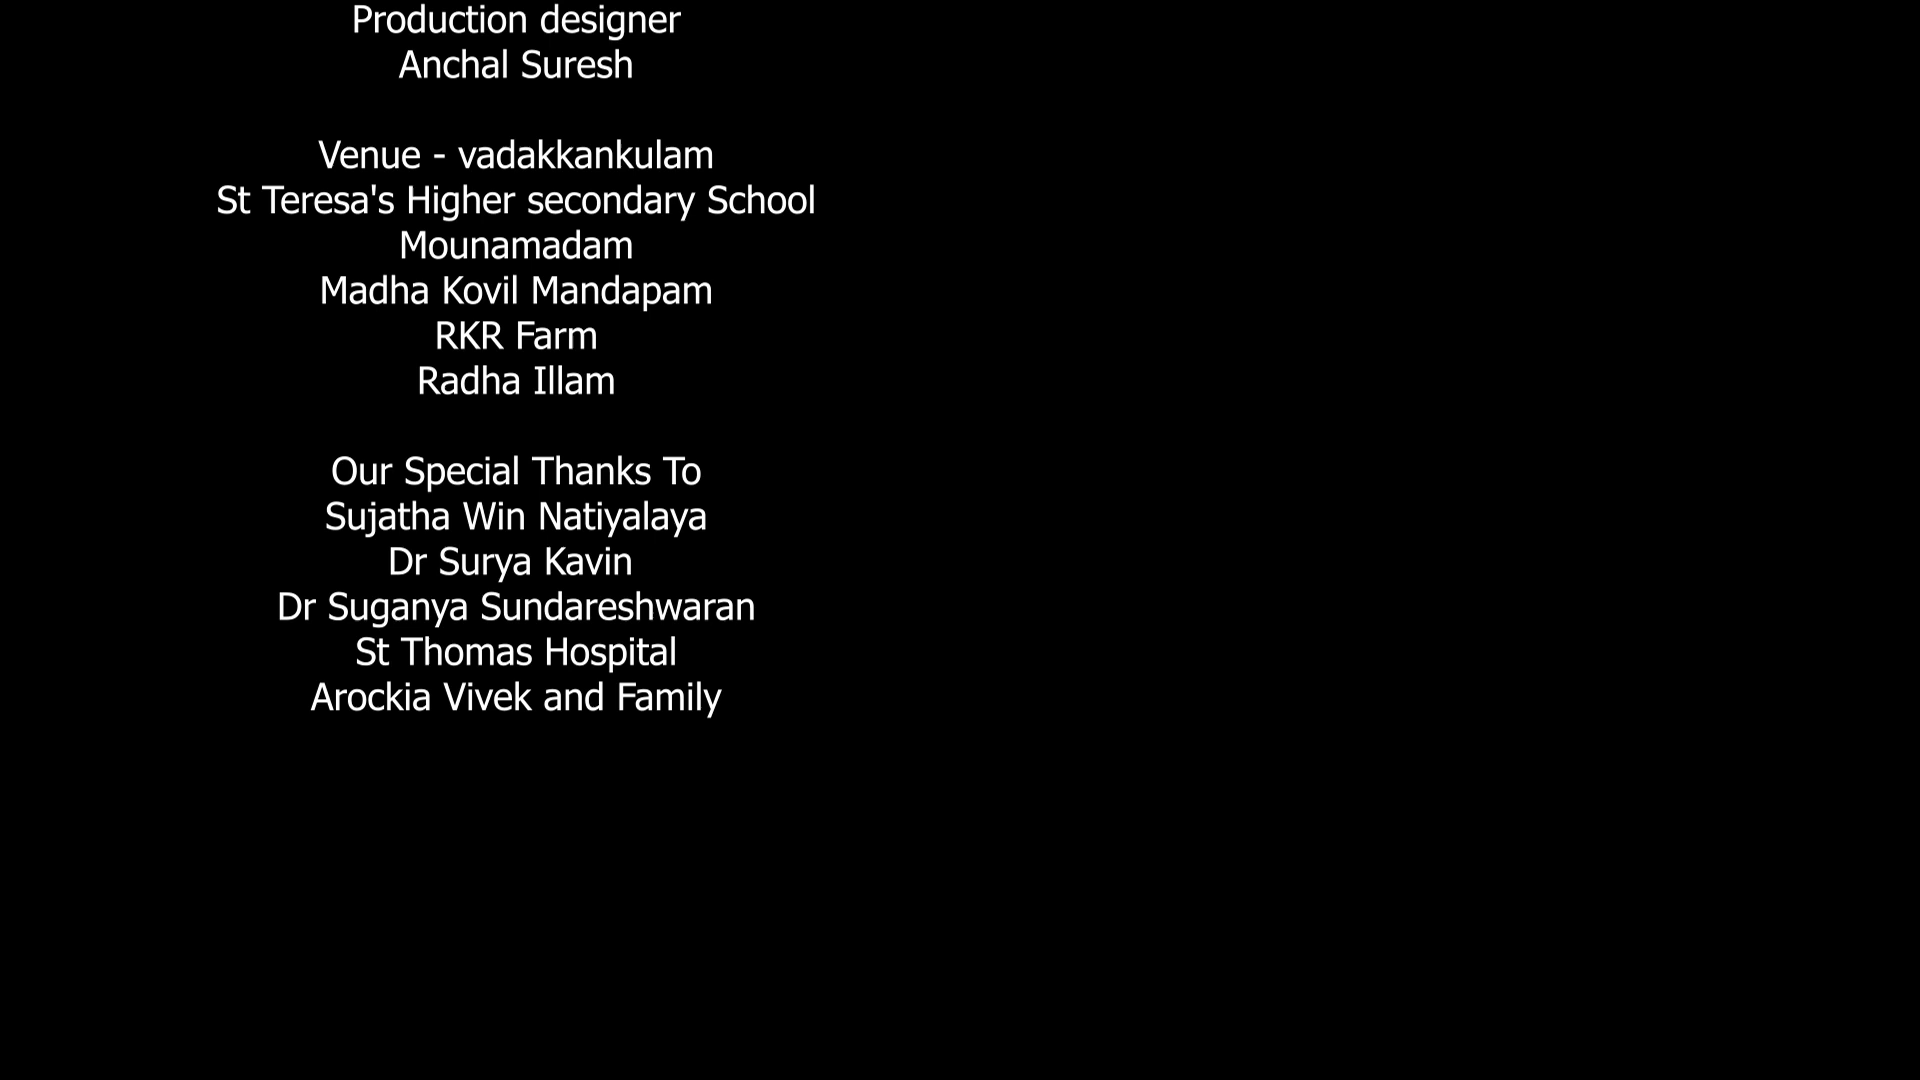 Production designer
Anchal Suresh
Venue - vadakkankulam
St Teresa's Higher secondary School
Mounamadam
Madha Kovil Mandapam
RKR Farm
Radha Illam
Our Special Thanks To
Sujatha Win Natiyalaya
Dr Surya Kavin
Dr Suganya Sundareshwaran
St Thomas Hospital
Arockia Vivek and Family